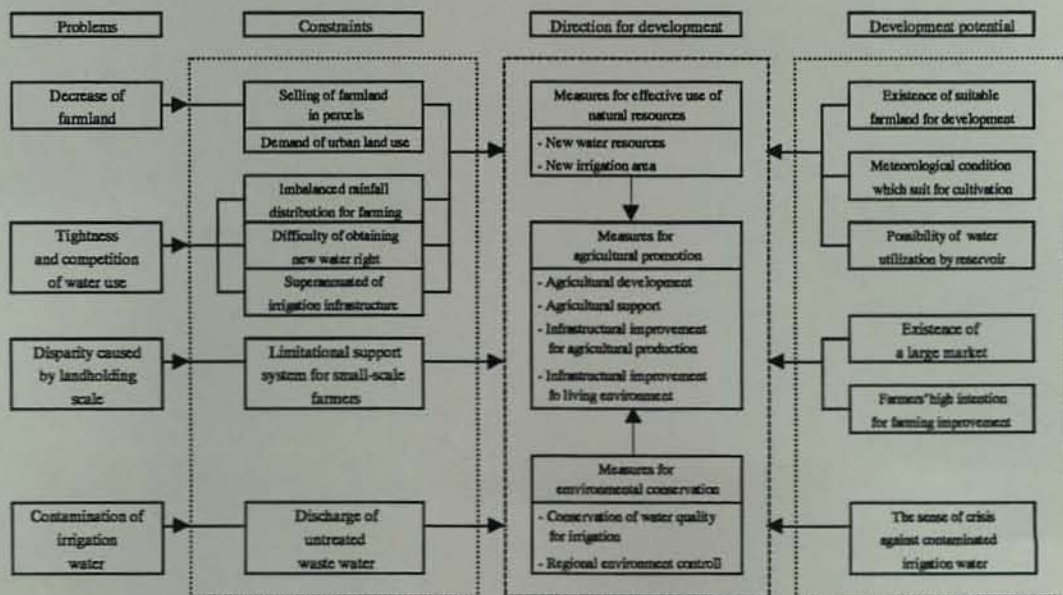 Problems
Constraints
Direction for development
Development potential
Decrease of
farmland
Selling of farmland
in parcels
Demand of urban land use
Measures for effective use of
natural resources
- New water resources
- New irrigation area
Existence of suitable
farmland for development
Meteorological condition
which suit for cultivation
Possibility of water
utilization by reservoir
Tightness
and competition
of water use
Imbalanced rainfall
distribution for farming
Difficulty of obtaining
new water right
Superannuated of
irrigation infrastructure
Measures for
agricultural promotion
- Agricultural development
- Agricultural support
- Infrastructural improvement
for agricultural production
- Infrastructural improvement
fo living environment
Disparity caused
by landholding
scale
Limitational support
system for small-scale
farmers
Existence of
a large market
Farmers' high intention
for farming improvement
Contamination of
irrigation
water
Discharge of
untreated
waste water
Measures for
environmental conservation
- Conservation of water quality
for irrigation
- Regional environment controll
The sense of crisis
against contaminated
irrigation water